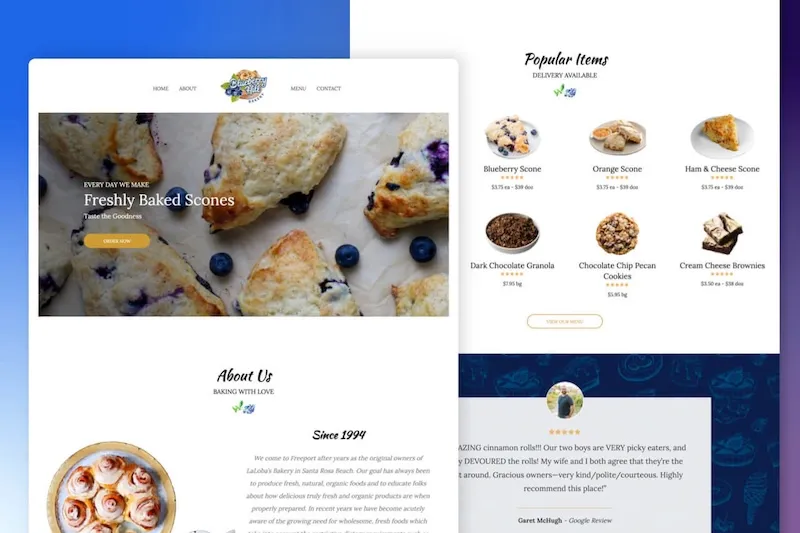 HOME ABOUT
Blueberry Hill
BAKERY
MENU CONTACT
EVERY DAY WE MAKE
Freshly Baked Scones
Taste the Goodness
ORDER NOW
About Us
BAKING WITH LOVE
Since 1994
We come to Freeport after years as the original owners of
LaLoba's Bakery in Santa Rosa Beach. Our goal has always been
to produce fresh, natural, organic foods and to educate folks
about how delicious truly fresh and organic products are when
properly prepared. In recent years we have become acutely
aware of the growing need for wholesome, fresh foods which
Popular Items
DELIVERY AVAILABLE
Blueberry Scone
$3.75 ea - $39 doz
Orange Scone
$3.75 ea - $39 doz
Ham & Cheese Scone
$3.75 ea - $39 doz
Dark Chocolate Granola
$7.95 bg
Chocolate Chip Pecan
Cookies
$5.95 bg
Cream Cheese Brownies
$3.50 ea - $38 doz
VIEW OUR MENU
AZING cinnamon rolls!!! Our two boys are VERY picky eaters, and
y DEVOURED the rolls! My wife and I both agree that they're the
t around. Gracious owners—very kind/polite/courteous. Highly
recommend this place!"
Garet McHugh - Google Review